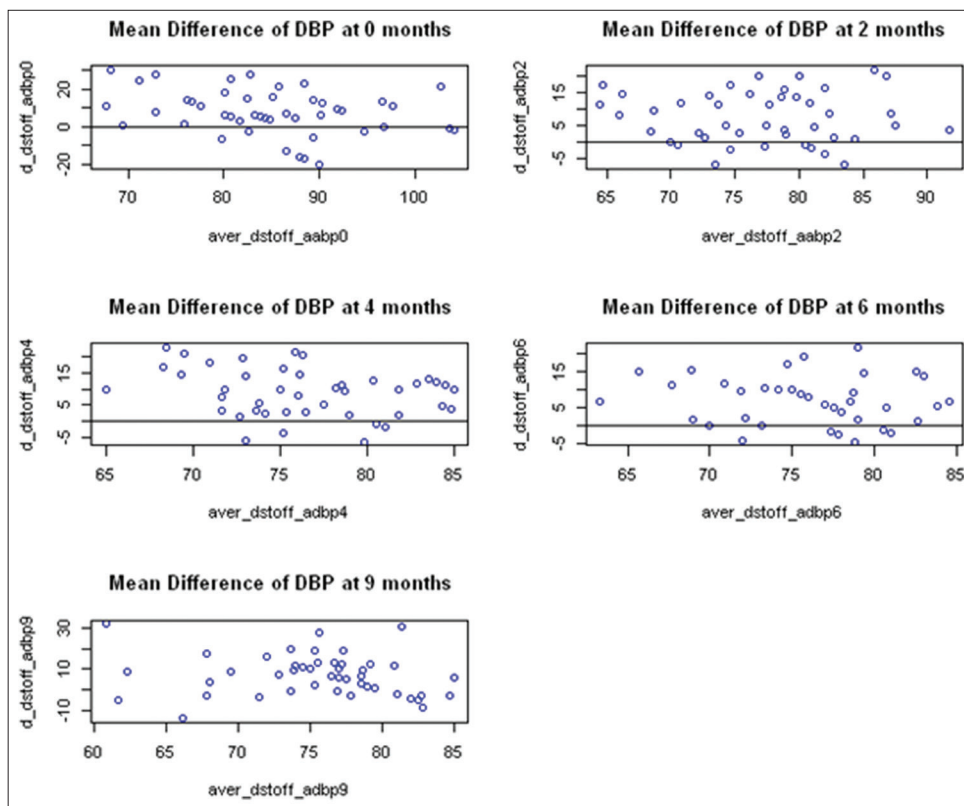 Mean Difference of DBP at 0 months
d_dstoff_adbp0
20
0
-20
70 80 90 100
aver_dstoff_aabp0
Mean Difference of DBP at 2 months
d_dstoff_adbp2
15
5
-5
65 70 75 80 85 90
aver_dstoff_aabp2
Mean Difference of DBP at 4 months
d_dstoff_adbp4
15
5
-5
65 70 75 80 85
aver_dstoff_adbp4
Mean Difference of DBP at 6 months
d_dstoff_adbp6
15
5
-5
65 70 75 80 85
aver_dstoff_adbp6
Mean Difference of DBP at 9 months
d_dstoff_adbp9
30
10
-10
60 65 70 75 80 85
aver_dstoff_adbp9